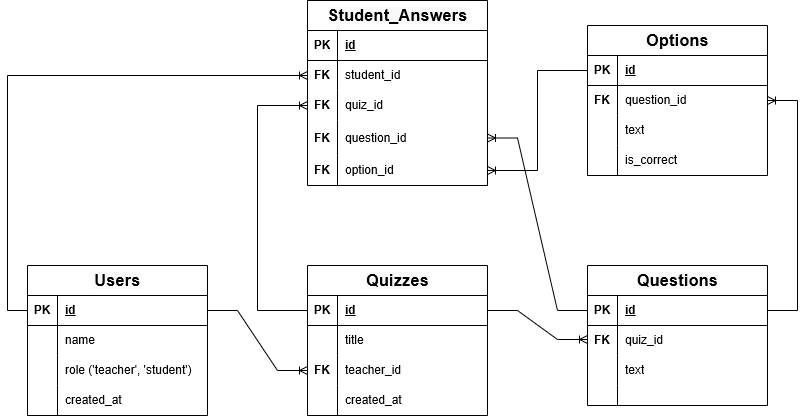 Student_Answers
PK id
FK student_id
FK quiz_id
FK question_id
FK option_id
Options
PK id
FK question_id
text
is_correct
Users
PK id
name
role ('teacher', 'student')
created_at
Quizzes
PK id
title
FK teacher_id
created_at
Questions
PK id
FK quiz_id
text